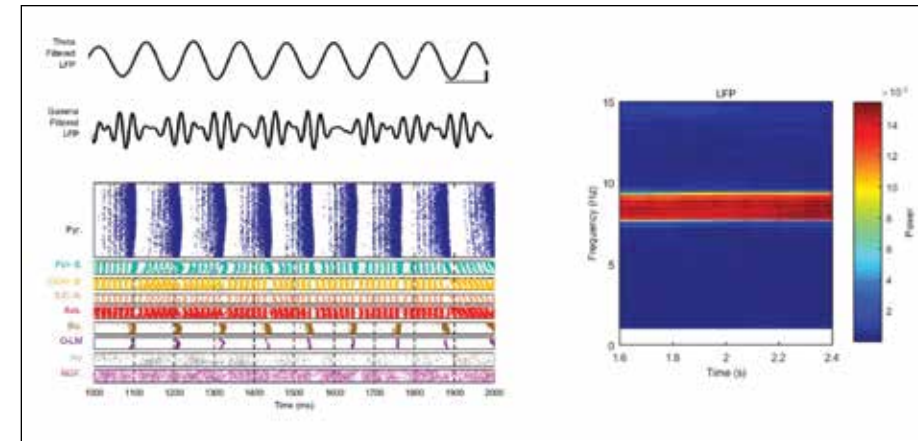 Theta
Filtered
LFP
Gamma
Filtered
LFP
Pyr.
Axo.
Bis.
O-LM
NGF.
1000 1100 1200 1300 1400 1500 1600 1700 1800 1900 2000
Time (ms)
LFP
15
10
5
0
Frequency (Hz)
1.6 1.8 2 2.2 2.4
Time (s)
14
12
10
8
6
4
2
Power